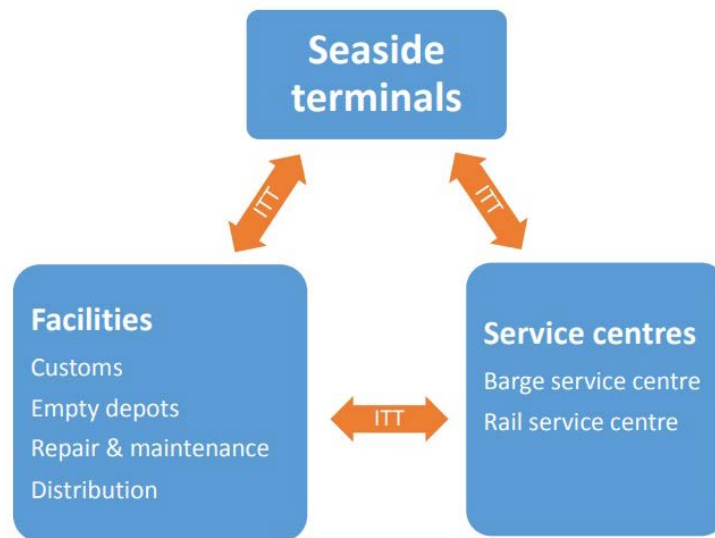 Seaside
terminals
ITT
ITT
Facilities
Customs
Empty depots
Repair & maintenance
Distribution
ITT
Service centres
Barge service centre
Rail service centre